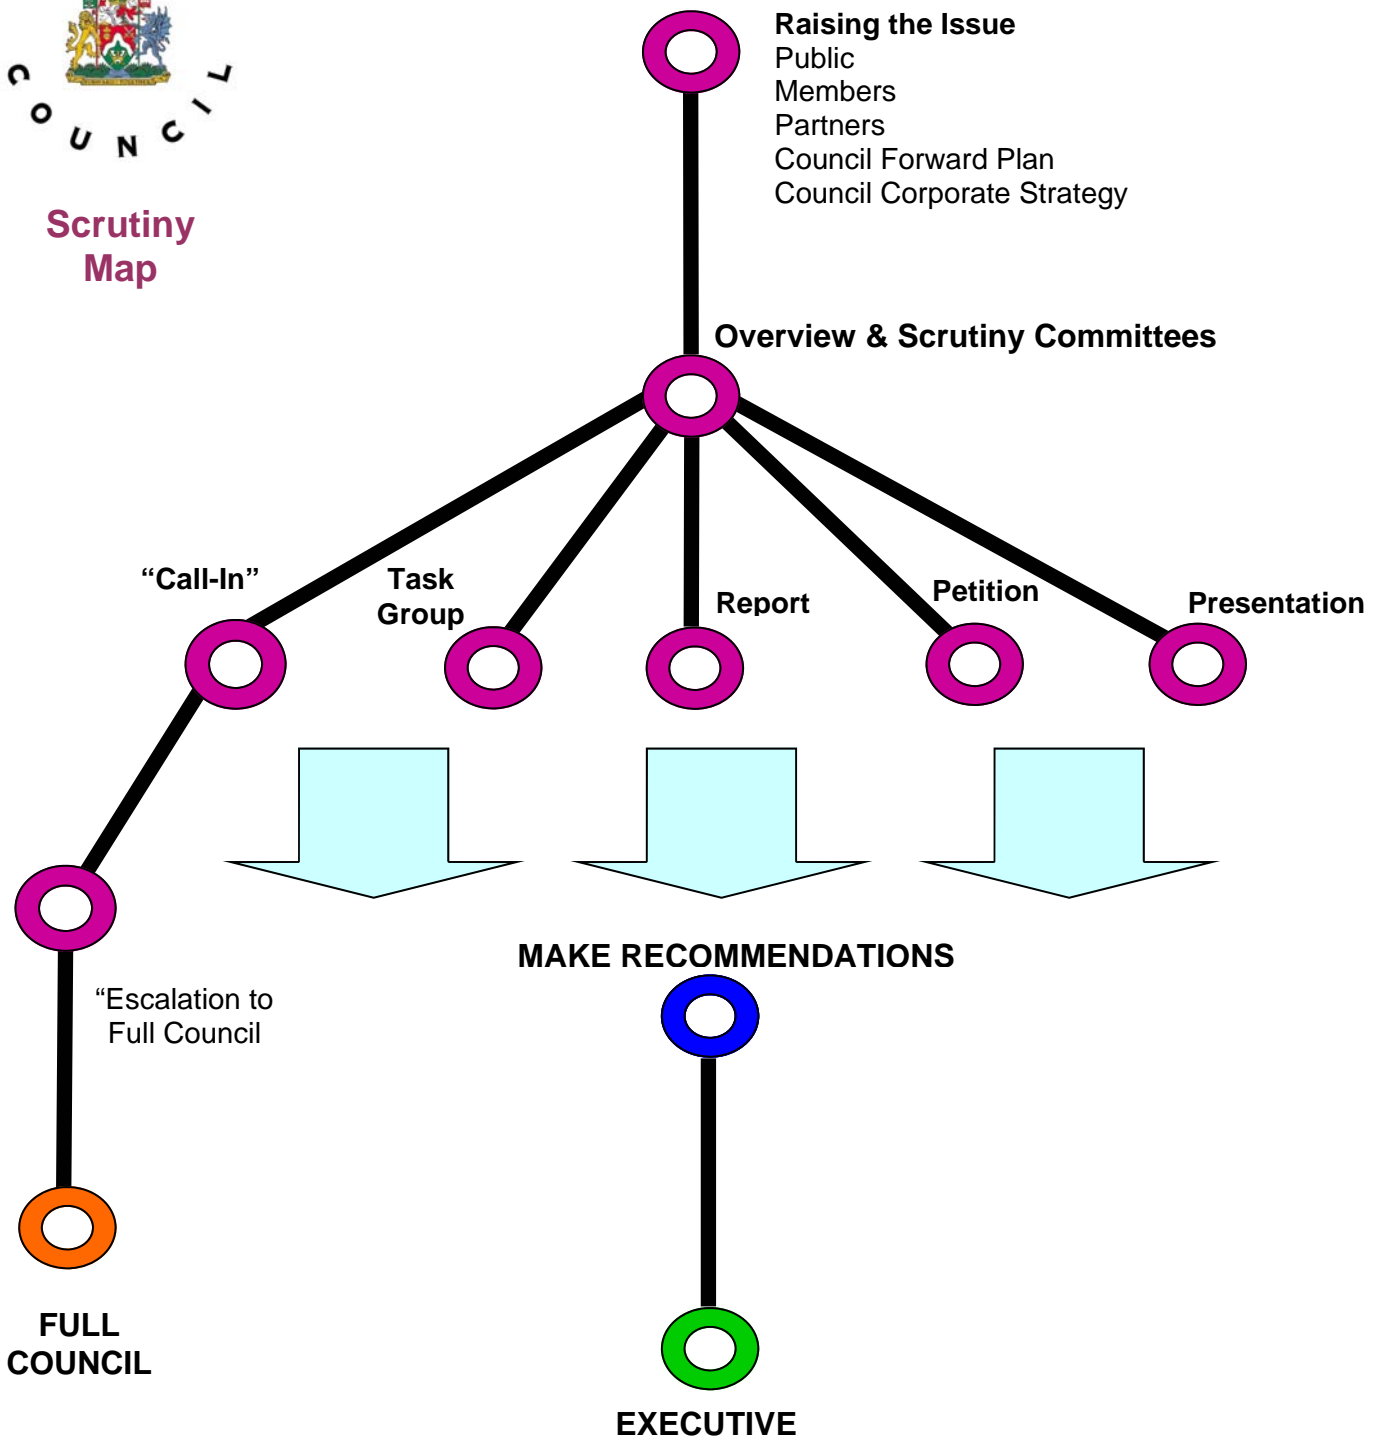 COUNCIL
Scrutiny
Map
Raising the Issue
Public
Members
Partners
Council Forward Plan
Council Corporate Strategy
Overview & Scrutiny Committees
“Call-In”
Task
Group
Report
Petition
Presentation
MAKE RECOMMENDATIONS
“Escalation to
Full Council
FULL
COUNCIL
EXECUTIVE